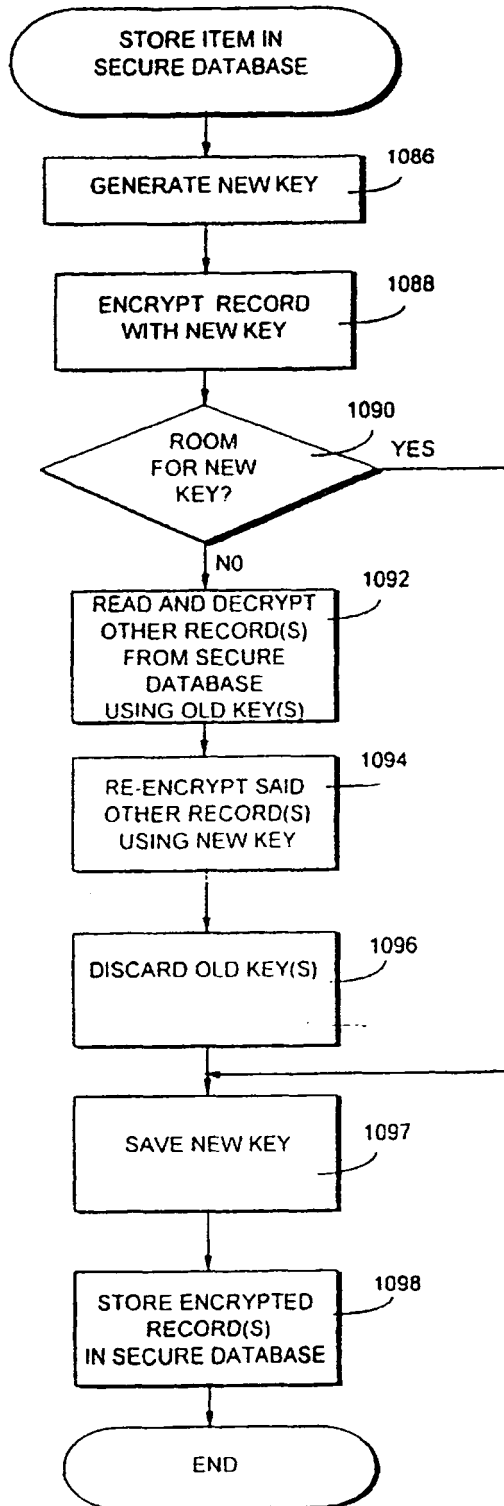 STORE ITEM IN
SECURE DATABASE
1086
GENERATE NEW KEY
1088
ENCRYPT RECORD
WITH NEW KEY
1090
ROOM
FOR NEW
KEY?
YES
NO
1092
READ AND DECRYPT
OTHER RECORD(S)
FROM SECURE
DATABASE
USING OLD KEY(S)
1094
RE-ENCRYPT SAID
OTHER RECORD(S)
USING NEW KEY
1096
DISCARD OLD KEY(S)
SAVE NEW KEY
1097
1098
STORE ENCRYPTED
RECORD(S)
IN SECURE DATABASE
END